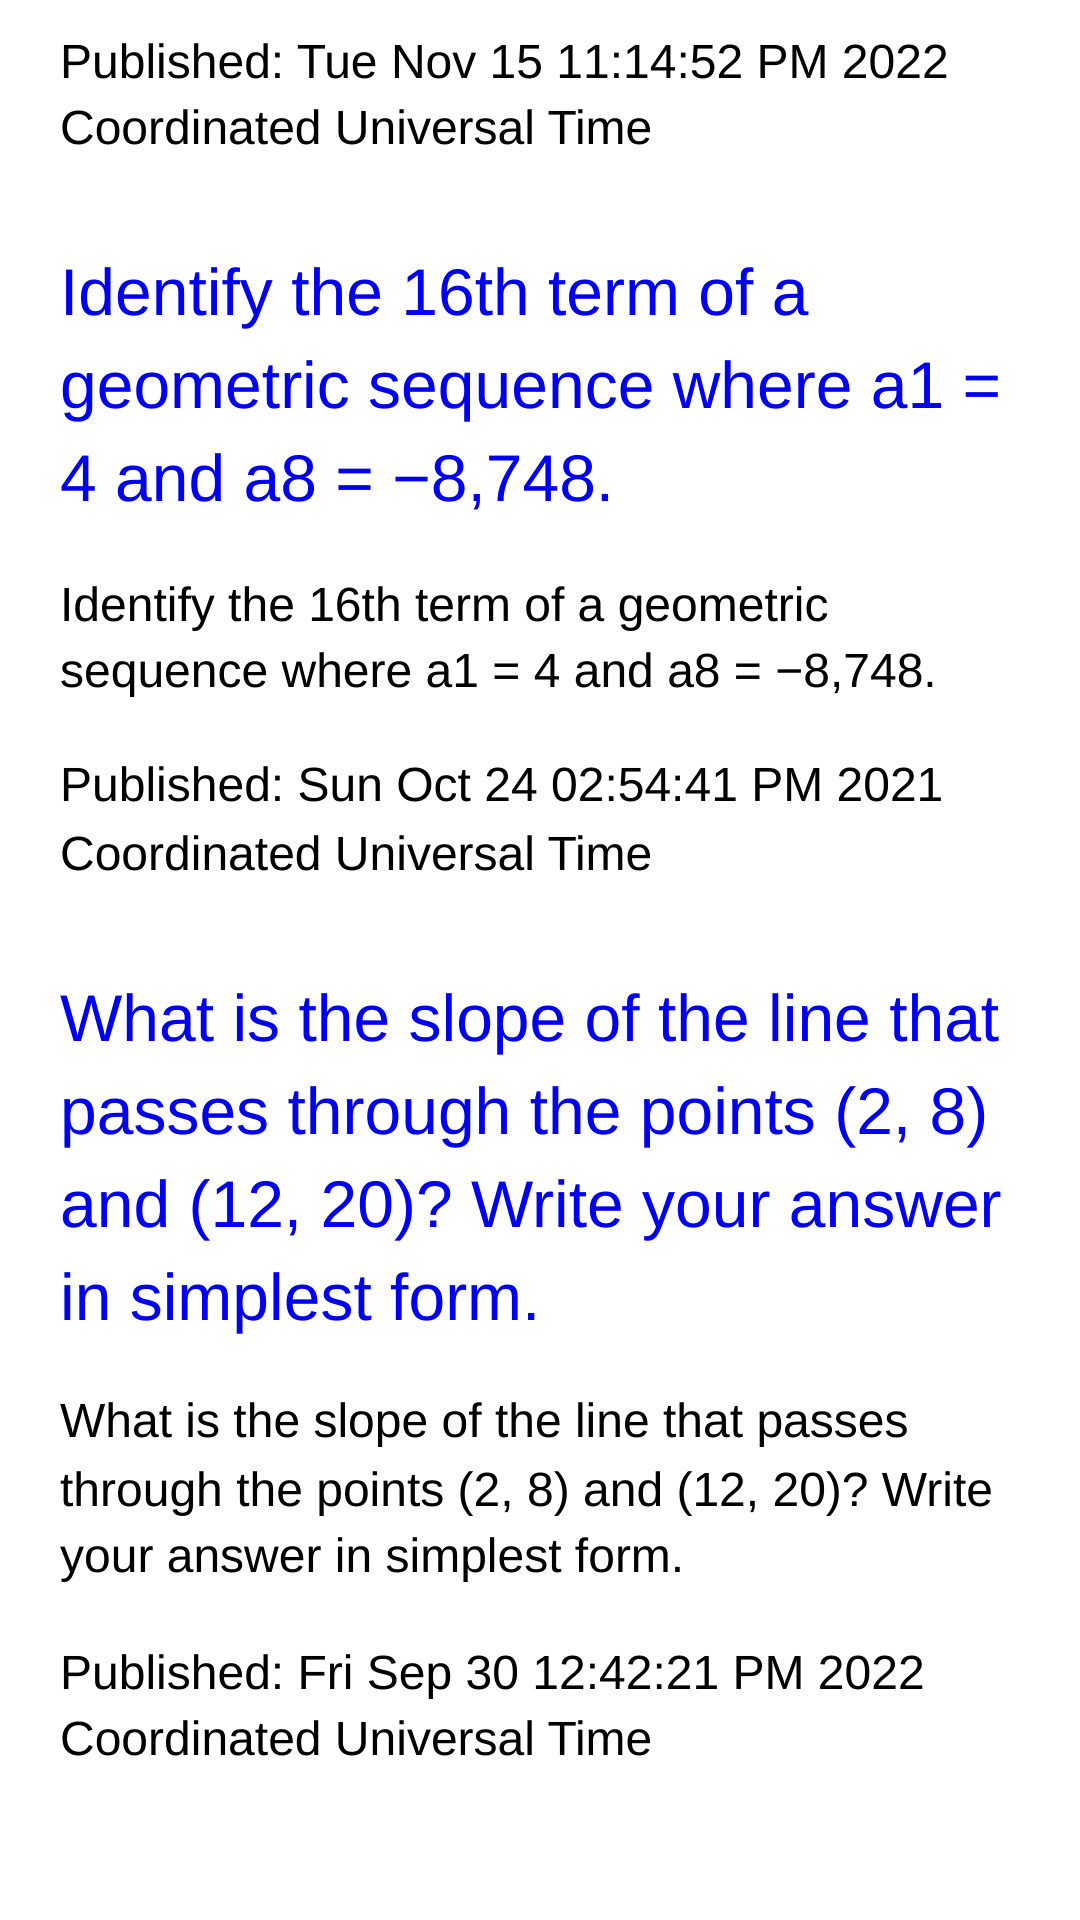 Published: Tue Nov 15 11:14:52 PM 2022
Coordinated Universal Time
Identify the 16th term of a
geometric sequence where a1 =
4 and a8 = −8,748.
Identify the 16th term of a geometric
sequence where a1 = 4 and a8 = −8,748.
Published: Sun Oct 24 02:54:41 PM 2021
Coordinated Universal Time
What is the slope of the line that
passes through the points (2, 8)
and (12, 20)? Write your answer
in simplest form.
What is the slope of the line that passes
through the points (2, 8) and (12, 20)? Write
your answer in simplest form.
Published: Fri Sep 30 12:42:21 PM 2022
Coordinated Universal Time